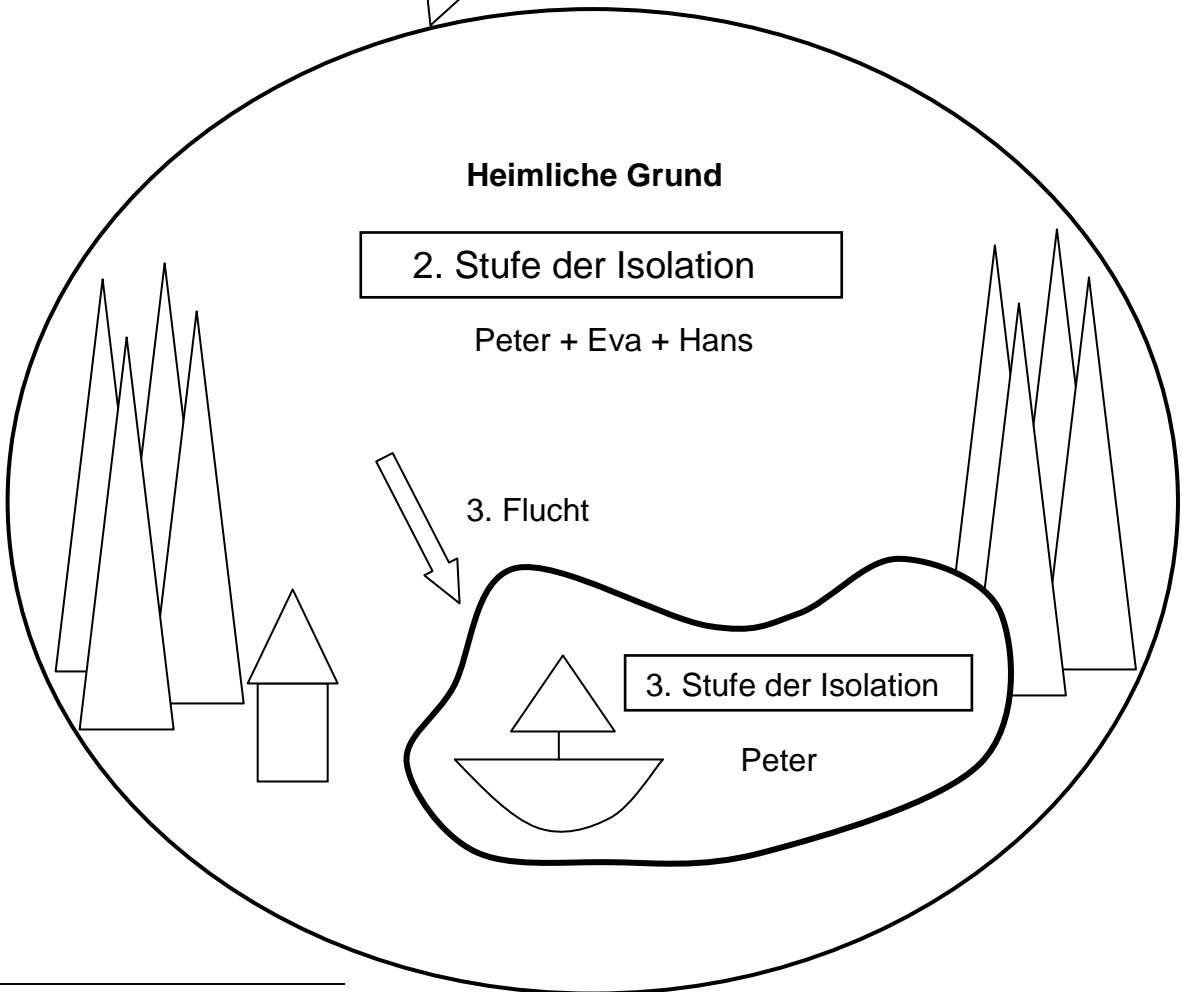 Heimliche Grund
2. Stufe der Isolation
Peter + Eva + Hans
3. Flucht
3. Stufe der Isolation
Peter